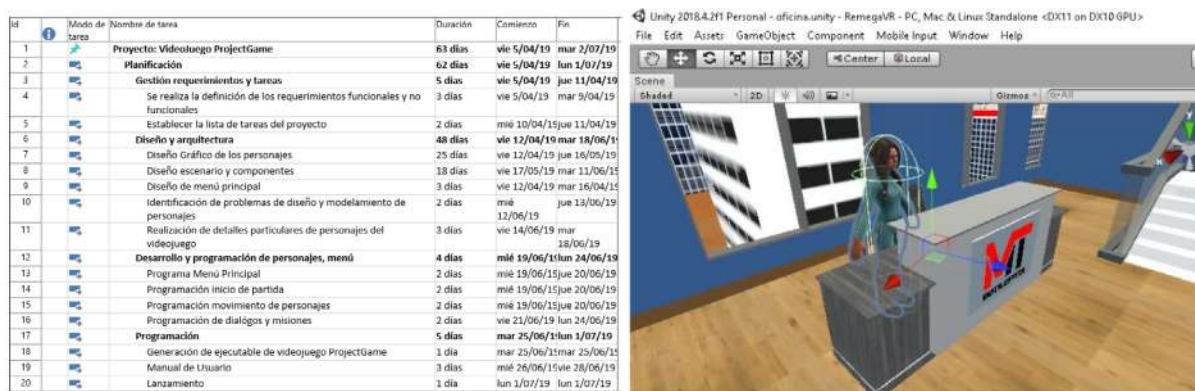 Id Modo de tarea Nombre de tarea Duración Comienzo Fin
1 Proyecto: VideoJuego ProjectGame 63 días vie 5/04/19 mar 2/07/19
2 Planificación 62 días vie 5/04/19 lun 1/07/19
3 Gestión requerimientos y tareas 5 días vie 5/04/19 jue 11/04/19
4 Se realiza la definición de los requerimientos funcionales y no funcionales 3 días vie 5/04/19 mar 9/04/19
5 Establecer la lista de tareas del proyecto 2 días mié 10/04/19 jue 11/04/19
6 Diseño y arquitectura 48 días vie 12/04/19 mar 18/06/19
7 Diseño Gráfico de los personajes 25 días vie 12/04/19 jue 16/05/19
8 Diseño escenario y componentes 18 días vie 17/05/19 mar 11/06/19
9 Diseño de menú principal 3 días vie 12/04/19 mar 16/04/19
10 Identificación de problemas de diseño y modelamiento de personajes 2 días mié 12/06/19 jue 13/06/19
11 Realización de detalles particulares de personajes del videojuego 3 días vie 14/06/19 mar 18/06/19
12 Desarrollo y programación de personajes, menú 4 días mié 19/06/19 lun 24/06/19
13 Programa Menú Principal 2 días mié 19/06/19 jue 20/06/19
14 Programación inicio de partida 2 días mié 19/06/19 jue 20/06/19
15 Programación movimiento de personajes 2 días mié 19/06/19 jue 20/06/19
16 Programación de dialógos y misiones 2 días vie 21/06/19 lun 24/06/19
17 Programación 5 días mar 25/06/19 lun 1/07/19
18 Generación de ejecutable de videojuego ProjectGame 1 día mar 25/06/19 mar 25/06/19
19 Manual de Usuario 3 días mié 26/06/19 vie 28/06/19
20 Lanzamiento 1 día lun 1/07/19 lun 1/07/19
Unity 2018.4.2f1 Personal - oficina.unity - RemegaVR - PC, Mac & Linux Standalone <DX11 on DX10 GPU>
File Edit Assets GameObject Component Mobile Input Window Help
Center Local
Scene
Shaded 2D Gizmos All